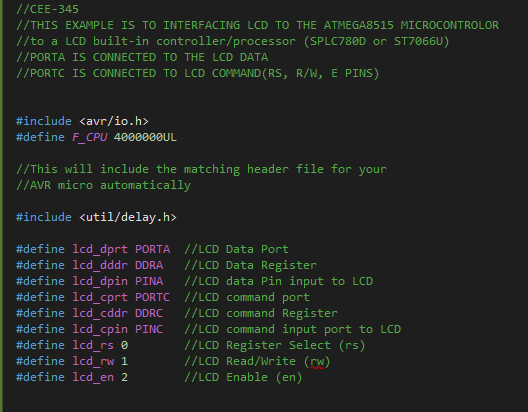 //CEE-345
//THIS EXAMPLE IS TO INTERFACING LCD TO THE ATMEGA8515 MICROCONTROLOR
//to a LCD built-in controller/processor (SPLC780D or ST7066U)
//PORTA IS CONNECTED TO THE LCD DATA
//PORTC IS CONNECTED TO LCD COMMAND(RS, R/W, E PINS)
#include <avr/io.h>
#define F_CPU 4000000UL
//This will include the matching header file for your
//AVR micro automatically
#include <util/delay.h>
#define lcd_dprt PORTA //LCD Data Port
#define lcd_dddr DDRA //LCD Data Register
#define lcd_dpin PINA //LCD data Pin input to LCD
#define lcd_cprt PORTC //LCD command port
#define lcd_cddr DDRC //LCD command Register
#define lcd_cpin PINC //LCD command input port to LCD
#define lcd_rs 0 //LCD Register Select (rs)
#define lcd_rw 1 //LCD Read/Write (rw)
#define lcd_en 2 //LCD Enable (en)